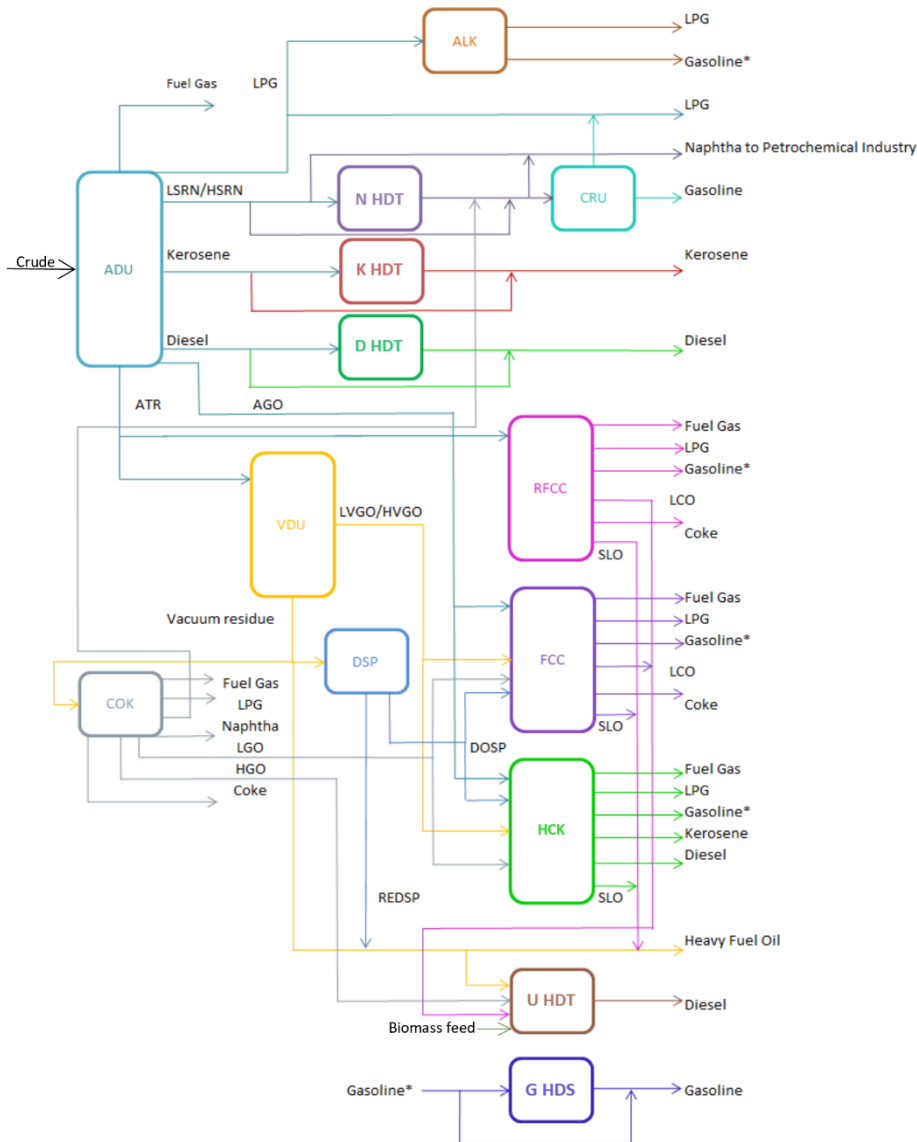 LPG
ALK
Gasoline*
Fuel Gas
LPG
LPG
Naphtha to Petrochemical Industry
LSRN/HSRN
N HDT
CRU
Gasoline
Crude
ADU
Kerosene
K HDT
Kerosene
Diesel
D HDT
Diesel
ATR
AGO
Fuel Gas
LPG
Gasoline*
RFCC
LCO
Coke
SLO
VDU
LVGO/HVGO
Vacuum residue
Fuel Gas
LPG
Gasoline*
FCC
LCO
Coke
SLO
DSP
COK
Fuel Gas
LPG
Naphtha
LGO
HGO
Coke
DOSP
Fuel Gas
LPG
Gasoline*
Kerosene
Diesel
HCK
SLO
REDSP
Heavy Fuel Oil
U HDT
Diesel
Biomass feed
Gasoline*
G HDS
Gasoline